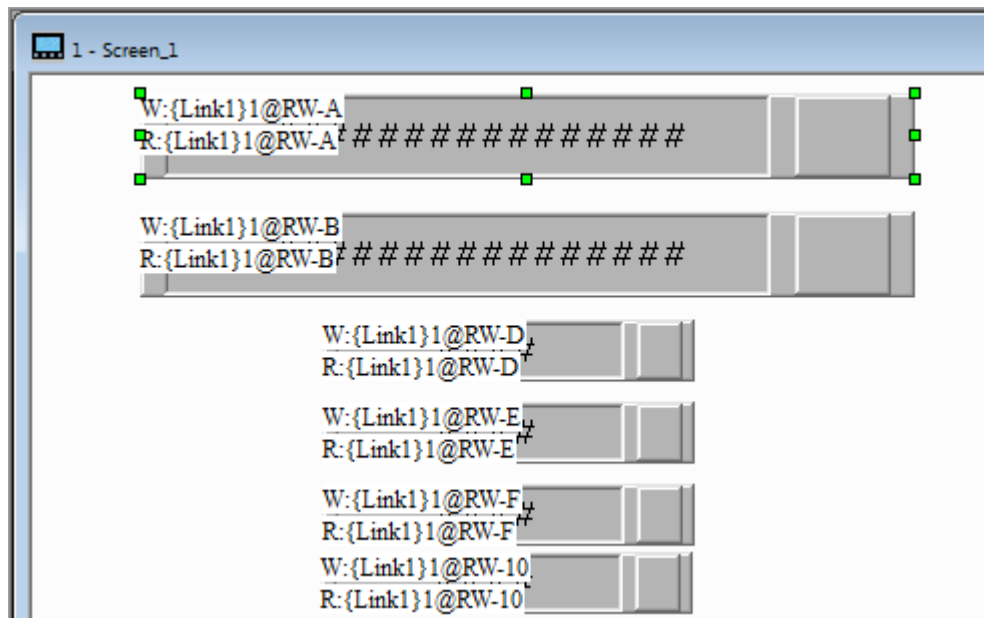 1 - Screen_1
W:{Link1}1@RW-A
R:{Link1}1@RW-A # # # # # # # # # # # # #
W:{Link1}1@RW-B
R:{Link1}1@RW-B # # # # # # # # # # # # #
W:{Link1}1@RW-D
R:{Link1}1@RW-D #
W:{Link1}1@RW-E
R:{Link1}1@RW-E #
W:{Link1}1@RW-F
R:{Link1}1@RW-F #
W:{Link1}1@RW-10
R:{Link1}1@RW-10